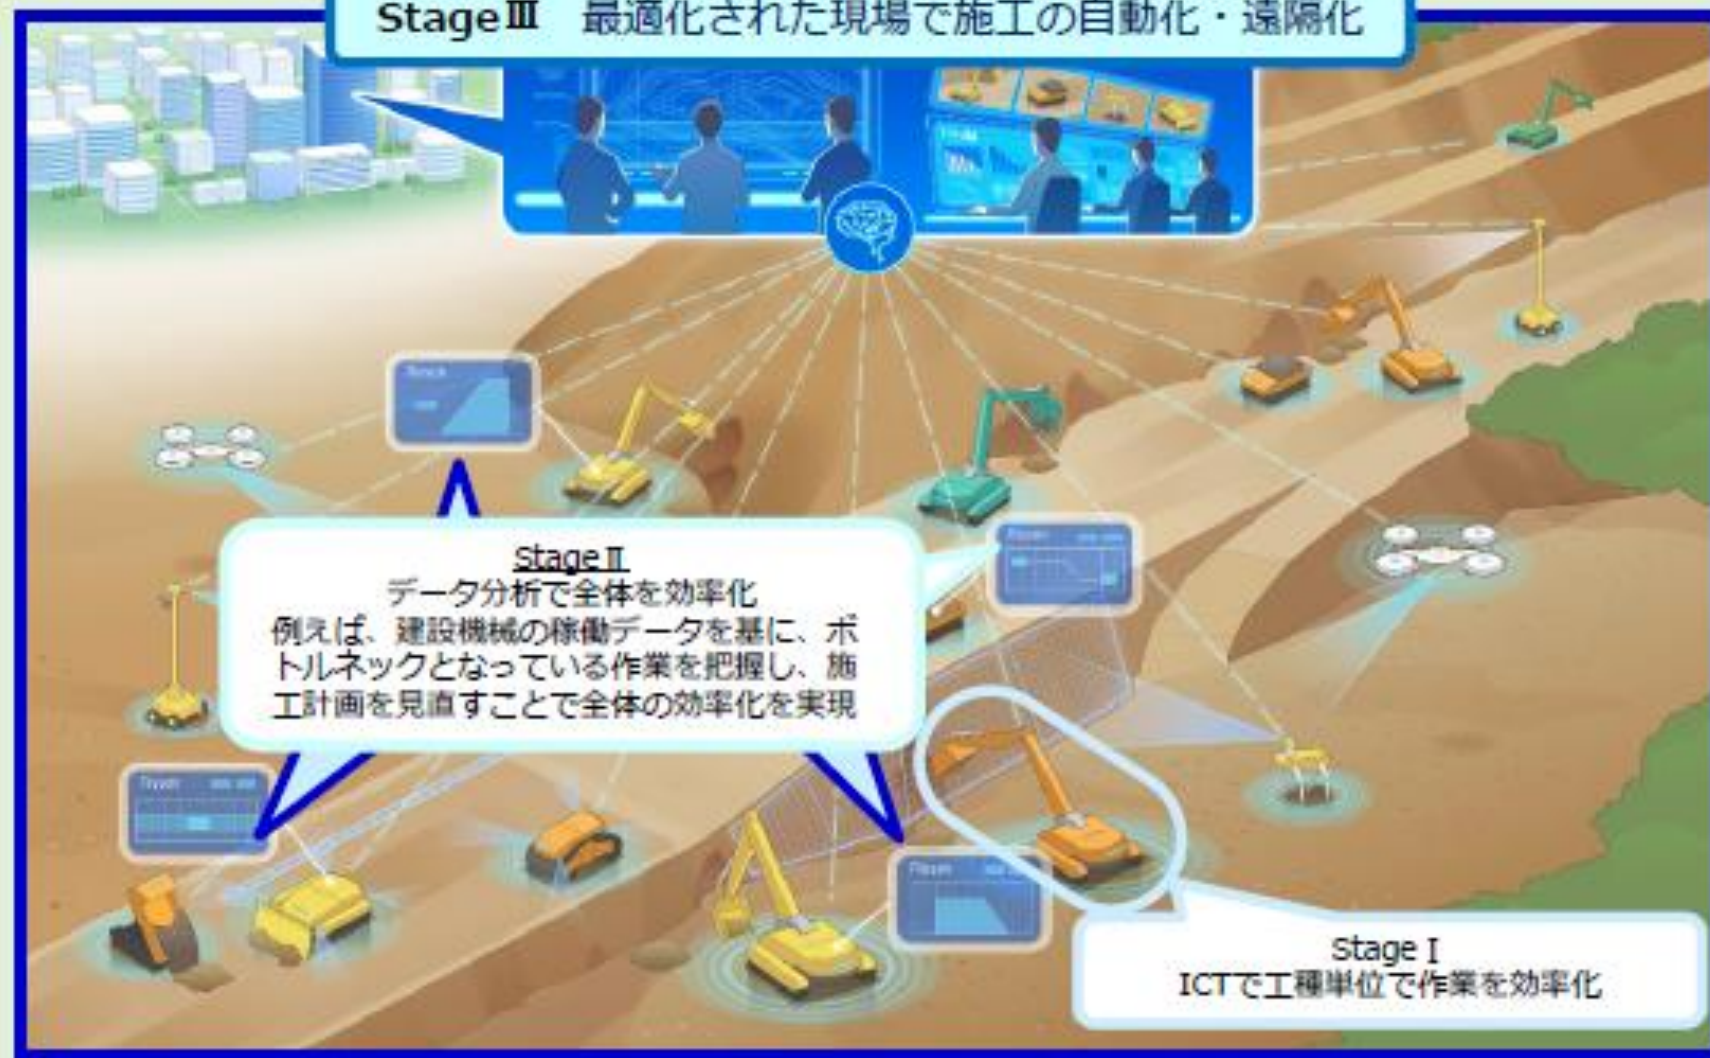 Stage Ⅲ 最適化された現場で施工の自動化・遠隔化
Stage Ⅱ
データ分析で全体を効率化
例えば、建設機械の稼働データを基に、ボ
トルネックとなっている作業を把握し、施
工計画を見直すことで全体の効率化を実現
Stage Ⅰ
ICTで工種単位で作業を効率化